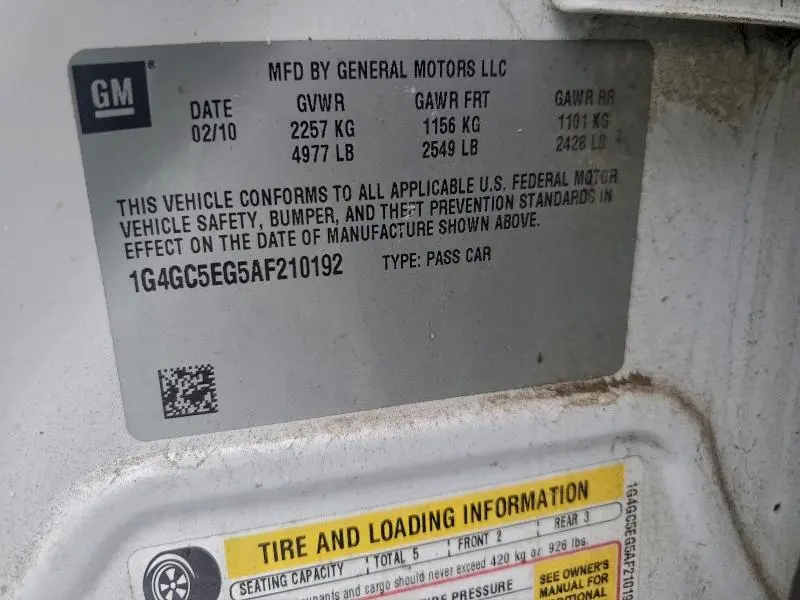 GM
MFD BY GENERAL MOTORS LLC
DATE GVWR GAWR FRT GAWR RR
02/10 2257 KG 1156 KG 1101 KG
4977 LB 2549 LB 2428 LB
THIS VEHICLE CONFORMS TO ALL APPLICABLE U.S. FEDERAL MOTOR
VEHICLE SAFETY, BUMPER, AND THEFT PREVENTION STANDARDS IN
EFFECT ON THE DATE OF MANUFACTURE SHOWN ABOVE.
1G4GC5EG5AF210192 TYPE: PASS CAR
TIRE AND LOADING INFORMATION
SEATING CAPACITY TOTAL 5 FRONT 2 REAR 3
and cargo should never exceed 420 kg or 926 lbs.
PRESSURE
SEE OWNER'S
MANUAL FOR
1G4GC5EG5AF21019